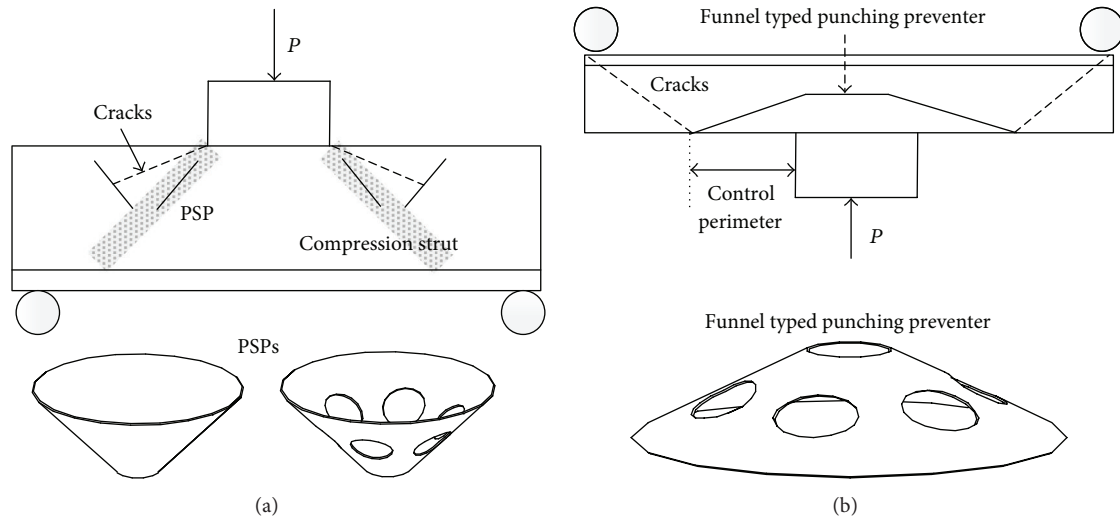 P
Cracks
PSP
Compression strut
PSPs
(a)
Funnel typed punching preventer
Cracks
Control
perimeter
P
Funnel typed punching preventer
(b)